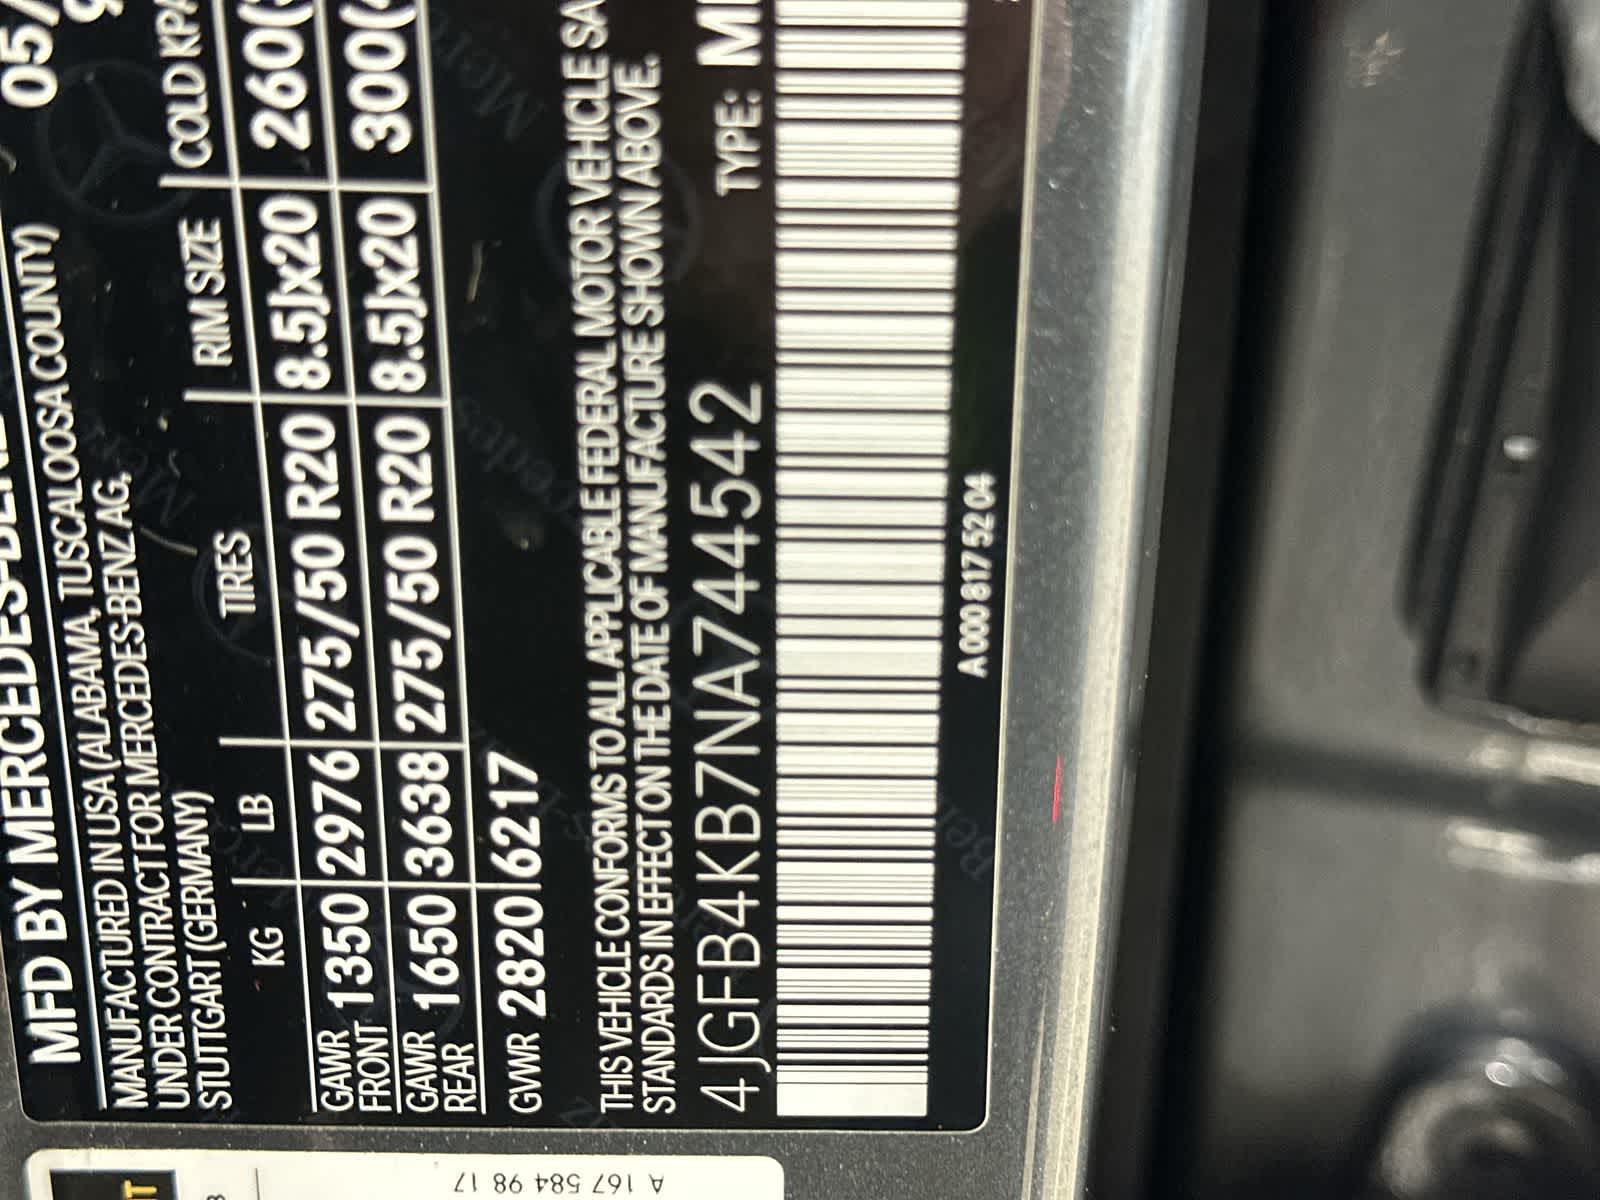 MFD BY MERCEDES-BENZ
05/
MANUFACTURED IN USA (ALABAMA, TUSCALOOSA COUNTY)
UNDER CONTRACT FOR MERCEDES-BENZ AG,
STUTTGART (GERMANY)
KG LB TIRES RIM SIZE COLD KPA
GAWR FRONT 1350 2976 275/50 R20 8.5Jx20 260(
GAWR REAR 1650 3638 275/50 R20 8.5Jx20 300(
GVWR 2820 6217
THIS VEHICLE CONFORMS TO ALL APPLICABLE FEDERAL MOTOR VEHICLE SA
STANDARDS IN EFFECT ON THE DATE OF MANUFACTURE SHOWN ABOVE.
4JGFB4KB7NA744542 TYPE:
A 000 817 52 04
A 167 584 98 17